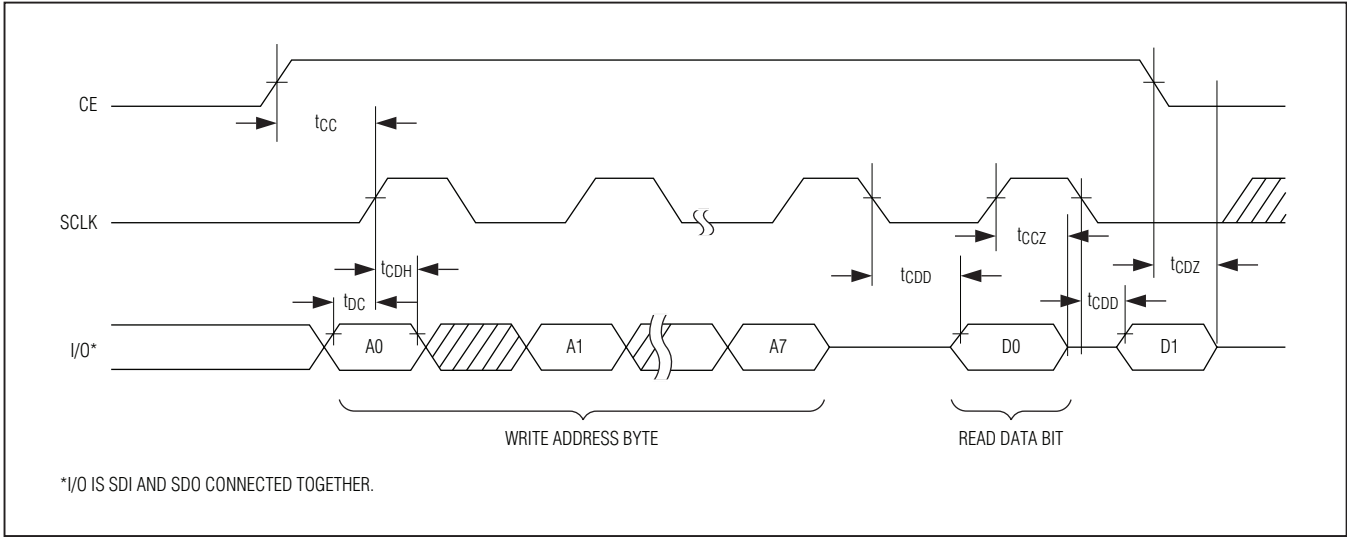 CE
tCC
SCLK
tCCZ
tCDH
tCDD
tCDZ
tDC
tCDD
I/O*
A0
A1
A7
D0
D1
WRITE ADDRESS BYTE
READ DATA BIT
*I/O IS SDI AND SDO CONNECTED TOGETHER.